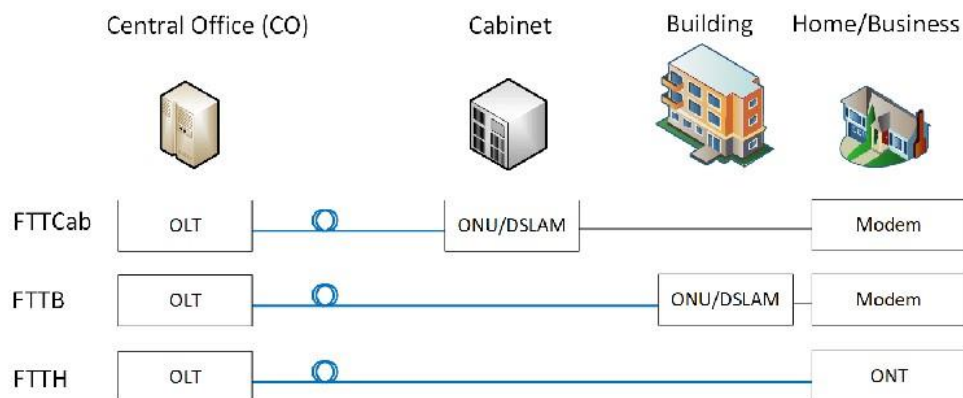 Central Office (CO) Cabinet Building Home/Business
FTTCab OLT ONU/DSLAM Modem
FTTB OLT ONU/DSLAM Modem
FTTH OLT ONT